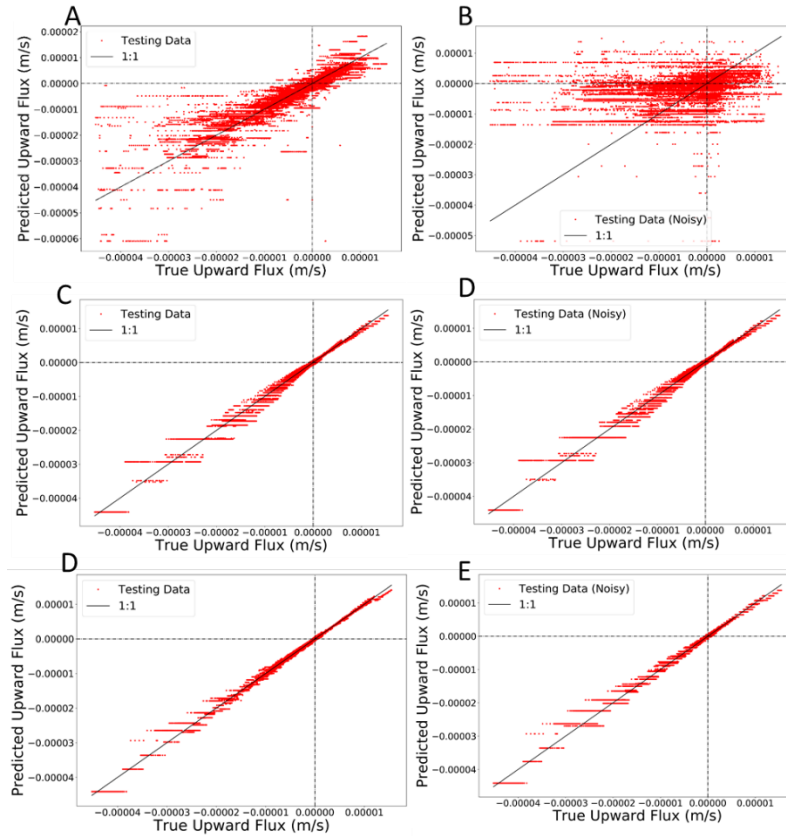 A
B
0.00002
0.00001
0.00000
−0.00001
−0.00002
−0.00003
−0.00004
−0.00005
−0.00006
Predicted Upward Flux (m/s)
Testing Data
1:1
−0.00004 −0.00003 −0.00002 −0.00001 0.00000 0.00001
True Upward Flux (m/s)
0.00001
0.00000
−0.00001
−0.00002
−0.00003
−0.00004
−0.00005
Predicted Upward Flux (m/s)
Testing Data (Noisy)
1:1
−0.00004 −0.00003 −0.00002 −0.00001 0.00000 0.00001
True Upward Flux (m/s)
C
D
0.00001
0.00000
−0.00001
−0.00002
−0.00003
−0.00004
Predicted Upward Flux (m/s)
Testing Data
1:1
−0.00004 −0.00003 −0.00002 −0.00001 0.00000 0.00001
True Upward Flux (m/s)
0.00001
0.00000
−0.00001
−0.00002
−0.00003
−0.00004
Predicted Upward Flux (m/s)
Testing Data (Noisy)
1:1
−0.00004 −0.00003 −0.00002 −0.00001 0.00000 0.00001
True Upward Flux (m/s)
D
E
0.00001
0.00000
−0.00001
−0.00002
−0.00003
−0.00004
Predicted Upward Flux (m/s)
Testing Data
1:1
−0.00004 −0.00003 −0.00002 −0.00001 0.00000 0.00001
True Upward Flux (m/s)
0.00001
0.00000
−0.00001
−0.00002
−0.00003
−0.00004
Predicted Upward Flux (m/s)
Testing Data (Noisy)
1:1
−0.00004 −0.00003 −0.00002 −0.00001 0.00000 0.00001
True Upward Flux (m/s)